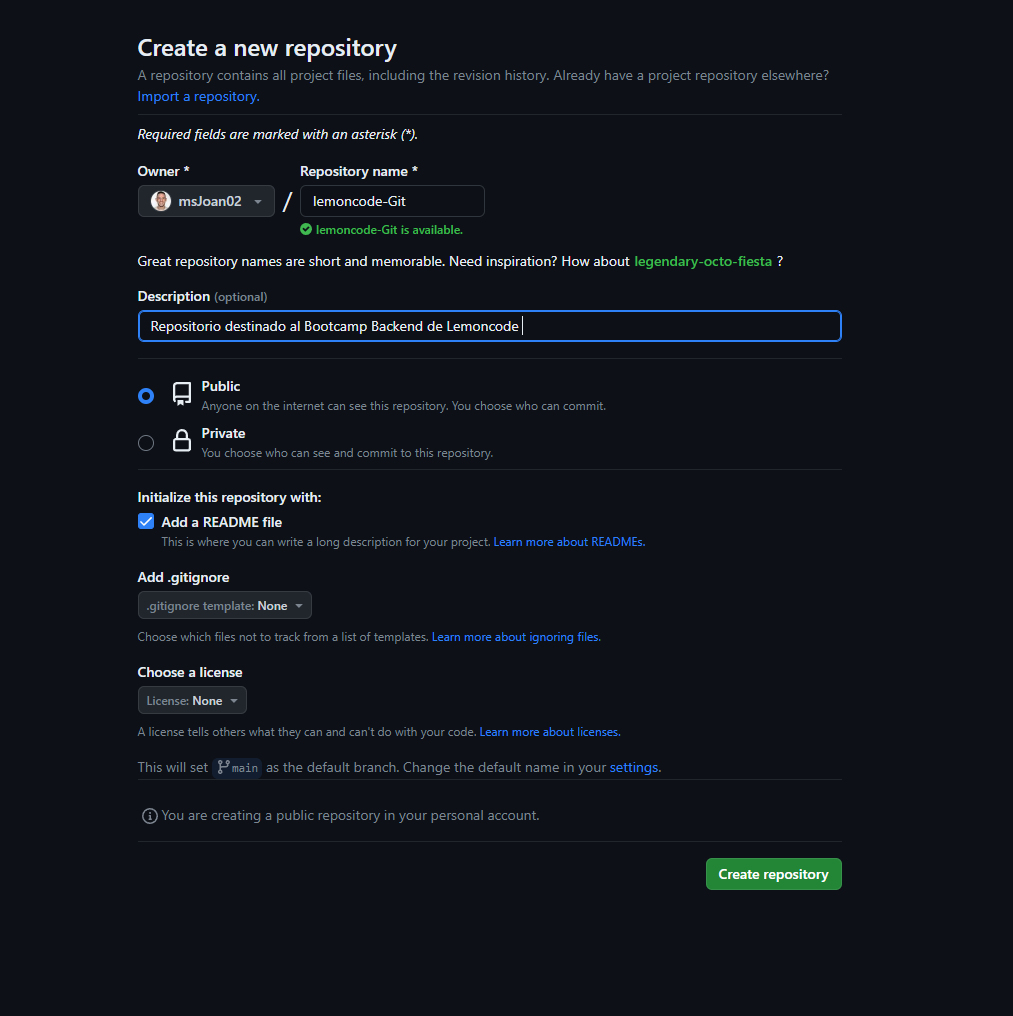 Create a new repository
A repository contains all project files, including the revision history. Already have a project repository elsewhere?
Import a repository.
Required fields are marked with an asterisk (*).
Owner * Repository name *
msJoan02 / lemoncode-Git
lemoncode-Git is available.
Great repository names are short and memorable. Need inspiration? How about legendary-octo-fiesta ?
Description (optional)
Repositorio destinado al Bootcamp Backend de Lemoncode
Public
Anyone on the internet can see this repository. You choose who can commit.
Private
You choose who can see and commit to this repository.
Initialize this repository with:
Add a README file
This is where you can write a long description for your project. Learn more about READMEs.
Add .gitignore
.gitignore template: None
Choose which files not to track from a list of templates. Learn more about ignoring files.
Choose a license
License: None
A license tells others what they can and can't do with your code. Learn more about licenses.
This will set main as the default branch. Change the default name in your settings.
You are creating a public repository in your personal account.
Create repository